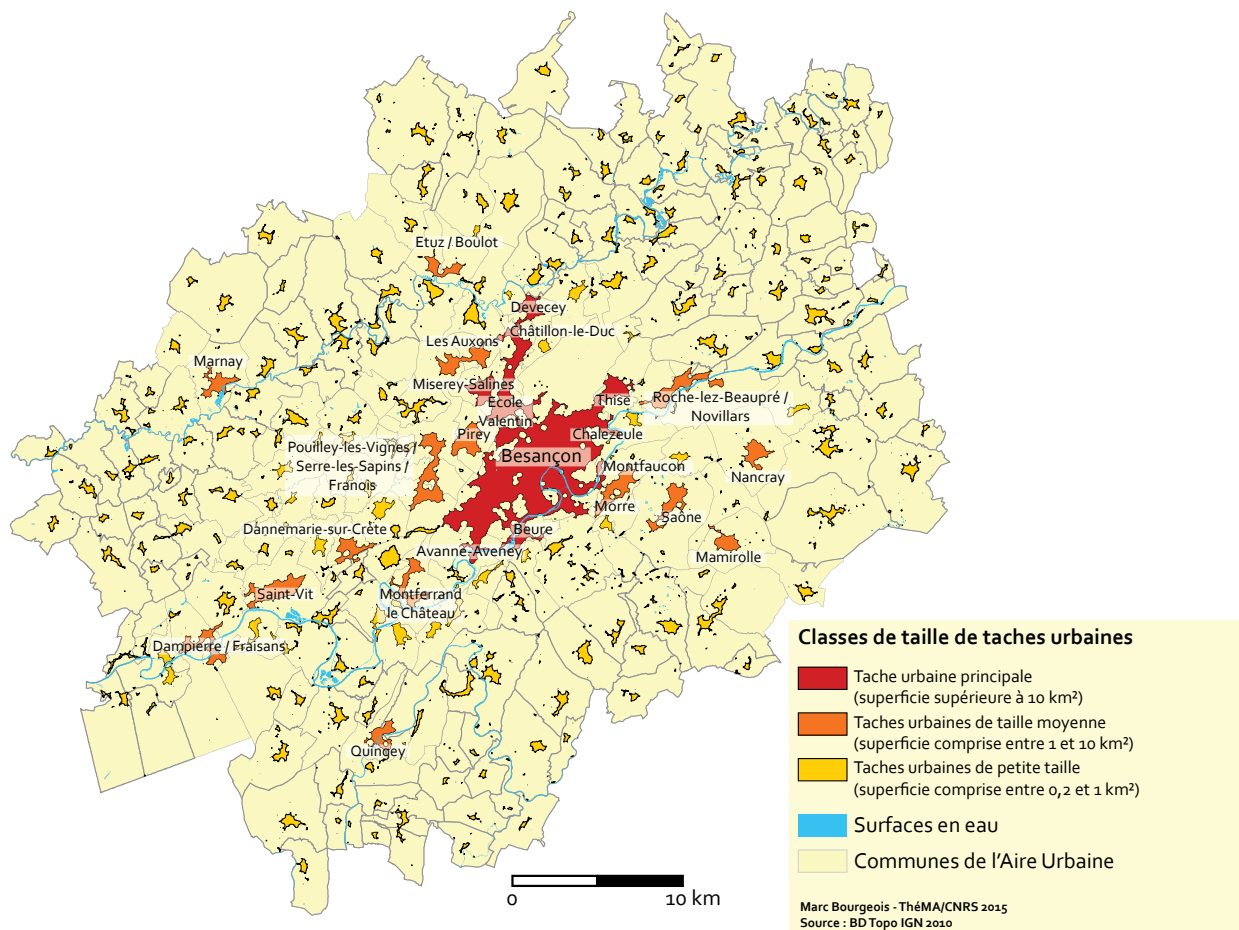 Etuz / Boulot
Devecey
Châtillon-le-Duc
Les Auxons
Marnay
Miserey-Salines
Ecole
Valentin
Thise
Roche-lez-Beaupré /
Novillars
Pirey
Chalezeule
Pouilley-les-Vignes /
Serre-les-Sapins /
Franois
Besançon
Montfaucon
Nancray
Morre
Saône
Dannemarie-sur-Crète
Beure
Avanne-Aveney
Mamirolle
Saint-Vit
Montferrand
le Château
Dampierre / Fraisans
Quingey
0
10 km
Classes de taille de taches urbaines
Tache urbaine principale
(superficie supérieure à 10 km²)
Taches urbaines de taille moyenne
(superficie comprise entre 1 et 10 km²)
Taches urbaines de petite taille
(superficie comprise entre 0,2 et 1 km²)
Surfaces en eau
Communes de l'Aire Urbaine
Marc Bourgeois - ThéMA/CNRS 2015
Source : BD Topo IGN 2010